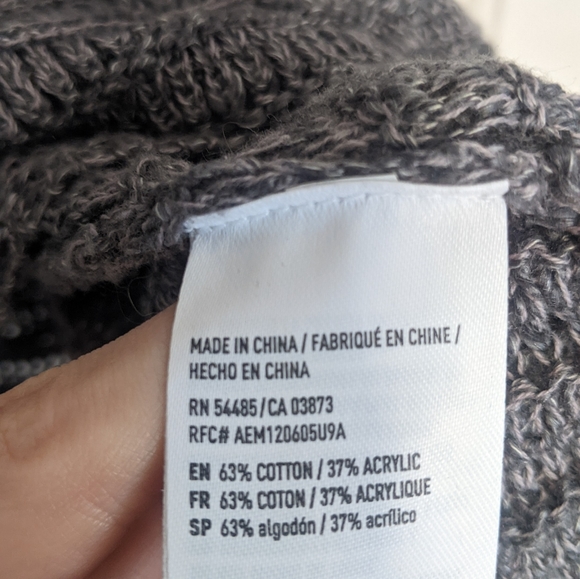 MADE IN CHINA / FABRIQUÉ EN CHINE /
HECHO EN CHINA
RN 54485 / CA 03873
RFC# AEM120605U9A
EN 63% COTTON / 37% ACRYLIC
FR 63% COTON / 37% ACRYLIQUE
SP 63% algodón / 37% acrílico